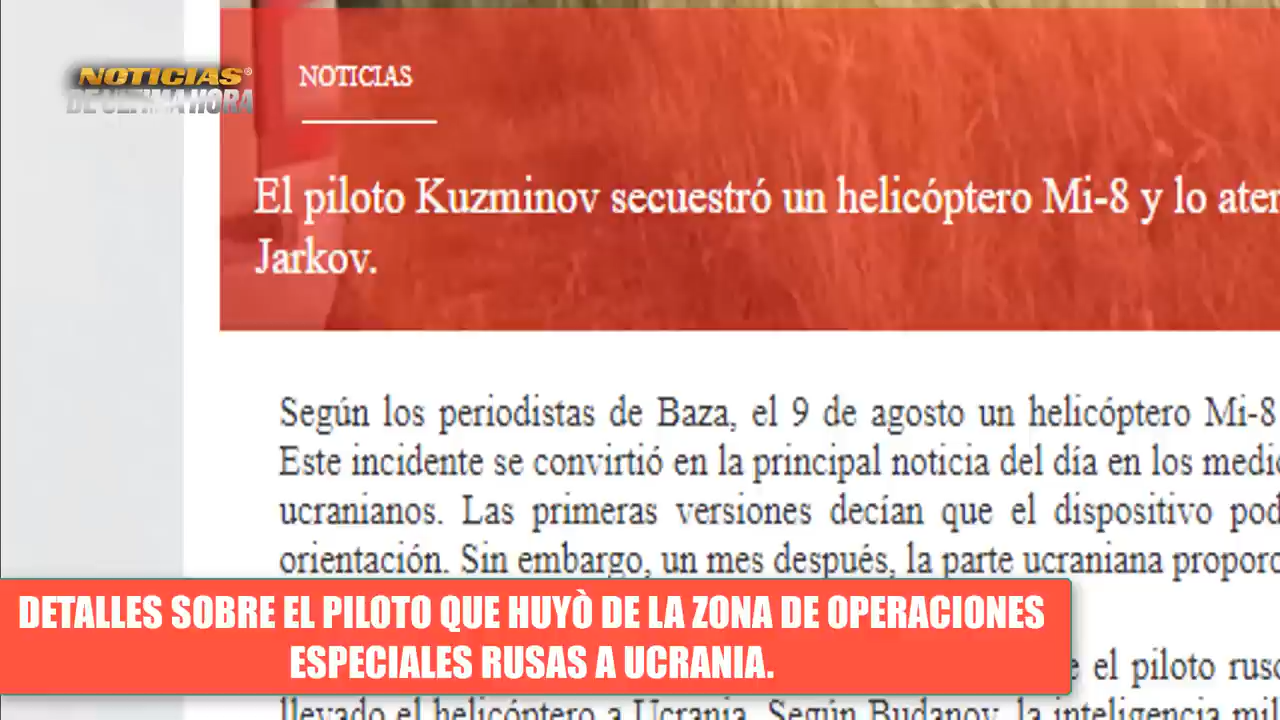 NOTICIAS®
DE ULTIMA HORA
NOTICIAS
El piloto Kuzminov secuestró un helicóptero Mi-8 y lo ater
Jarkov.
Según los periodistas de Baza, el 9 de agosto un helicóptero Mi-8
Este incidente se convirtió en la principal noticia del día en los medio
ucranianos. Las primeras versiones decían que el dispositivo pod
orientación. Sin embargo, un mes después, la parte ucraniana proporc
DETALLES SOBRE EL PILOTO QUE HUYÒ DE LA ZONA DE OPERACIONES
ESPECIALES RUSAS A UCRANIA.
e el piloto ruso
llevado el helicóptero a Ucrania. Según Budanov, la inteligencia mil